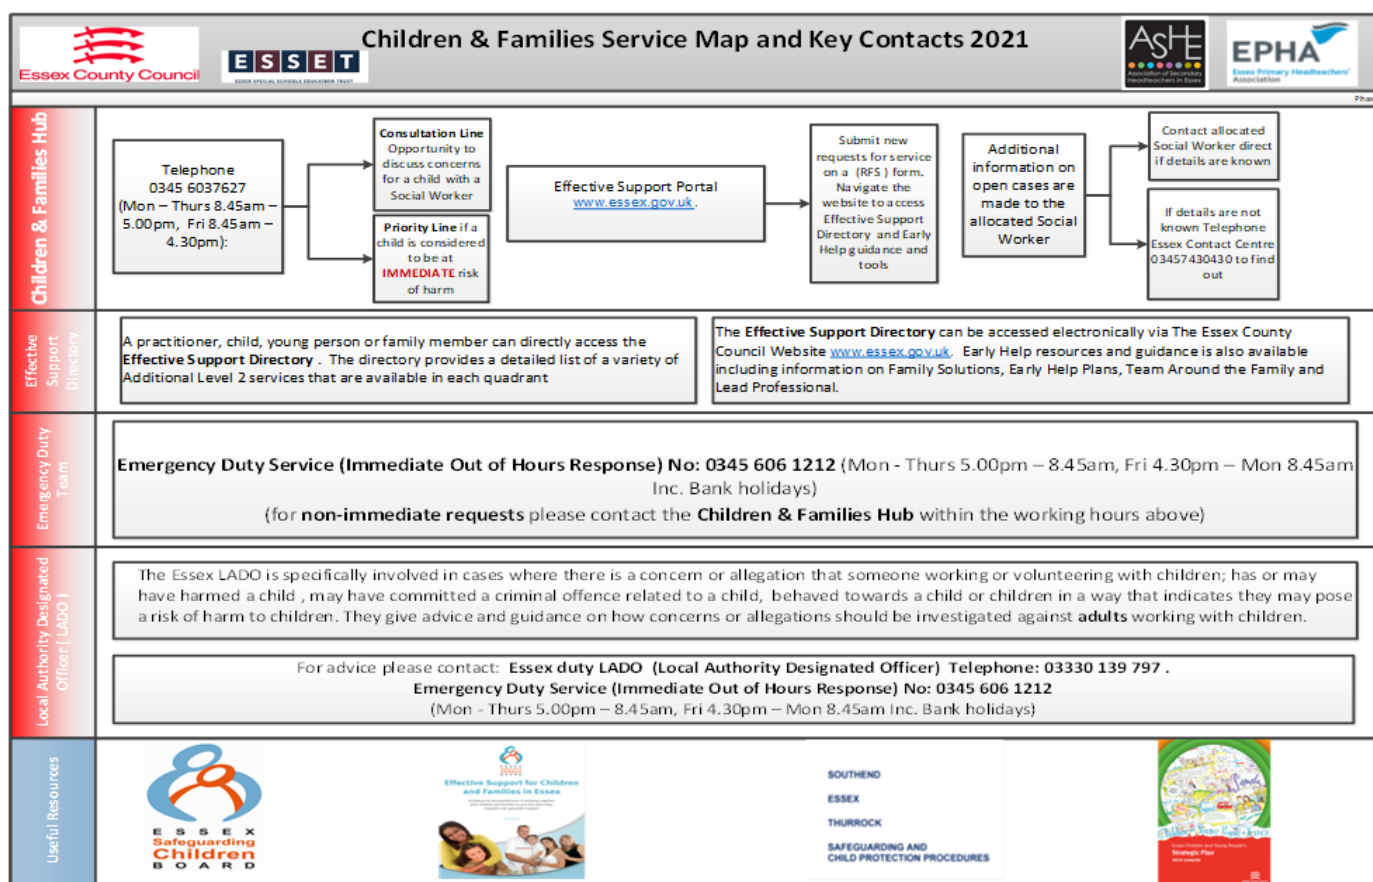 Essex County Council
E S S E T
ESSEX SPECIAL SCHOOLS EDUCATION TRUST
Children & Families Service Map and Key Contacts 2021
ASHE
Association of Secondary
Headteachers in Essex
EPHA
Essex Primary Headteachers'
Association
Phas
Children & Families Hub
Telephone
0345 6037627
(Mon – Thurs 8.45am –
5.00pm, Fri 8.45am –
4.30pm):
Consultation Line
Opportunity to
discuss concerns
for a child with a
Social Worker
Priority Line if a
child is considered
to be at
IMMEDIATE risk
of harm
Effective Support Portal
www.essex.gov.uk .
Submit new
requests for service
on a (RFS ) form.
Navigate the
website to access
Effective Support
Directory and Early
Help guidance and
tools
Additional
information on
open cases are
made to the
allocated Social
Worker
Contact allocated
Social Worker direct
if details are known
If details are not
known Telephone
Essex Contact Centre
03457430430 to find
out
Effective
Support
Directory
A practitioner, child, young person or family member can directly access the
Effective Support Directory . The directory provides a detailed list of a variety of
Additional Level 2 services that are available in each quadrant
The Effective Support Directory can be accessed electronically via The Essex County
Council Website www.essex.gov.uk. Early Help resources and guidance is also available
including information on Family Solutions, Early Help Plans, Team Around the Family and
Lead Professional.
Emergency Duty
Team
Emergency Duty Service (Immediate Out of Hours Response) No: 0345 606 1212 (Mon - Thurs 5.00pm – 8.45am, Fri 4.30pm – Mon 8.45am
Inc. Bank holidays)
(for non-immediate requests please contact the Children & Families Hub within the working hours above)
Local Authority Designated
Officer ( LADO )
The Essex LADO is specifically involved in cases where there is a concern or allegation that someone working or volunteering with children; has or may
have harmed a child , may have committed a criminal offence related to a child, behaved towards a child or children in a way that indicates they may pose
a risk of harm to children. They give advice and guidance on how concerns or allegations should be investigated against adults working with children.
For advice please contact: Essex duty LADO (Local Authority Designated Officer) Telephone: 03330 139 797 .
Emergency Duty Service (Immediate Out of Hours Response) No: 0345 606 1212
(Mon - Thurs 5.00pm – 8.45am, Fri 4.30pm – Mon 8.45am Inc. Bank holidays)
Useful Resources
E S S E X
Safeguarding
Children
B O A R D
Effective Support for Children
and Families in Essex
SOUTHEND
ESSEX
THURROCK
SAFEGUARDING AND
CHILD PROTECTION PROCEDURES
Essex Children and Young People's
Strategic Plan